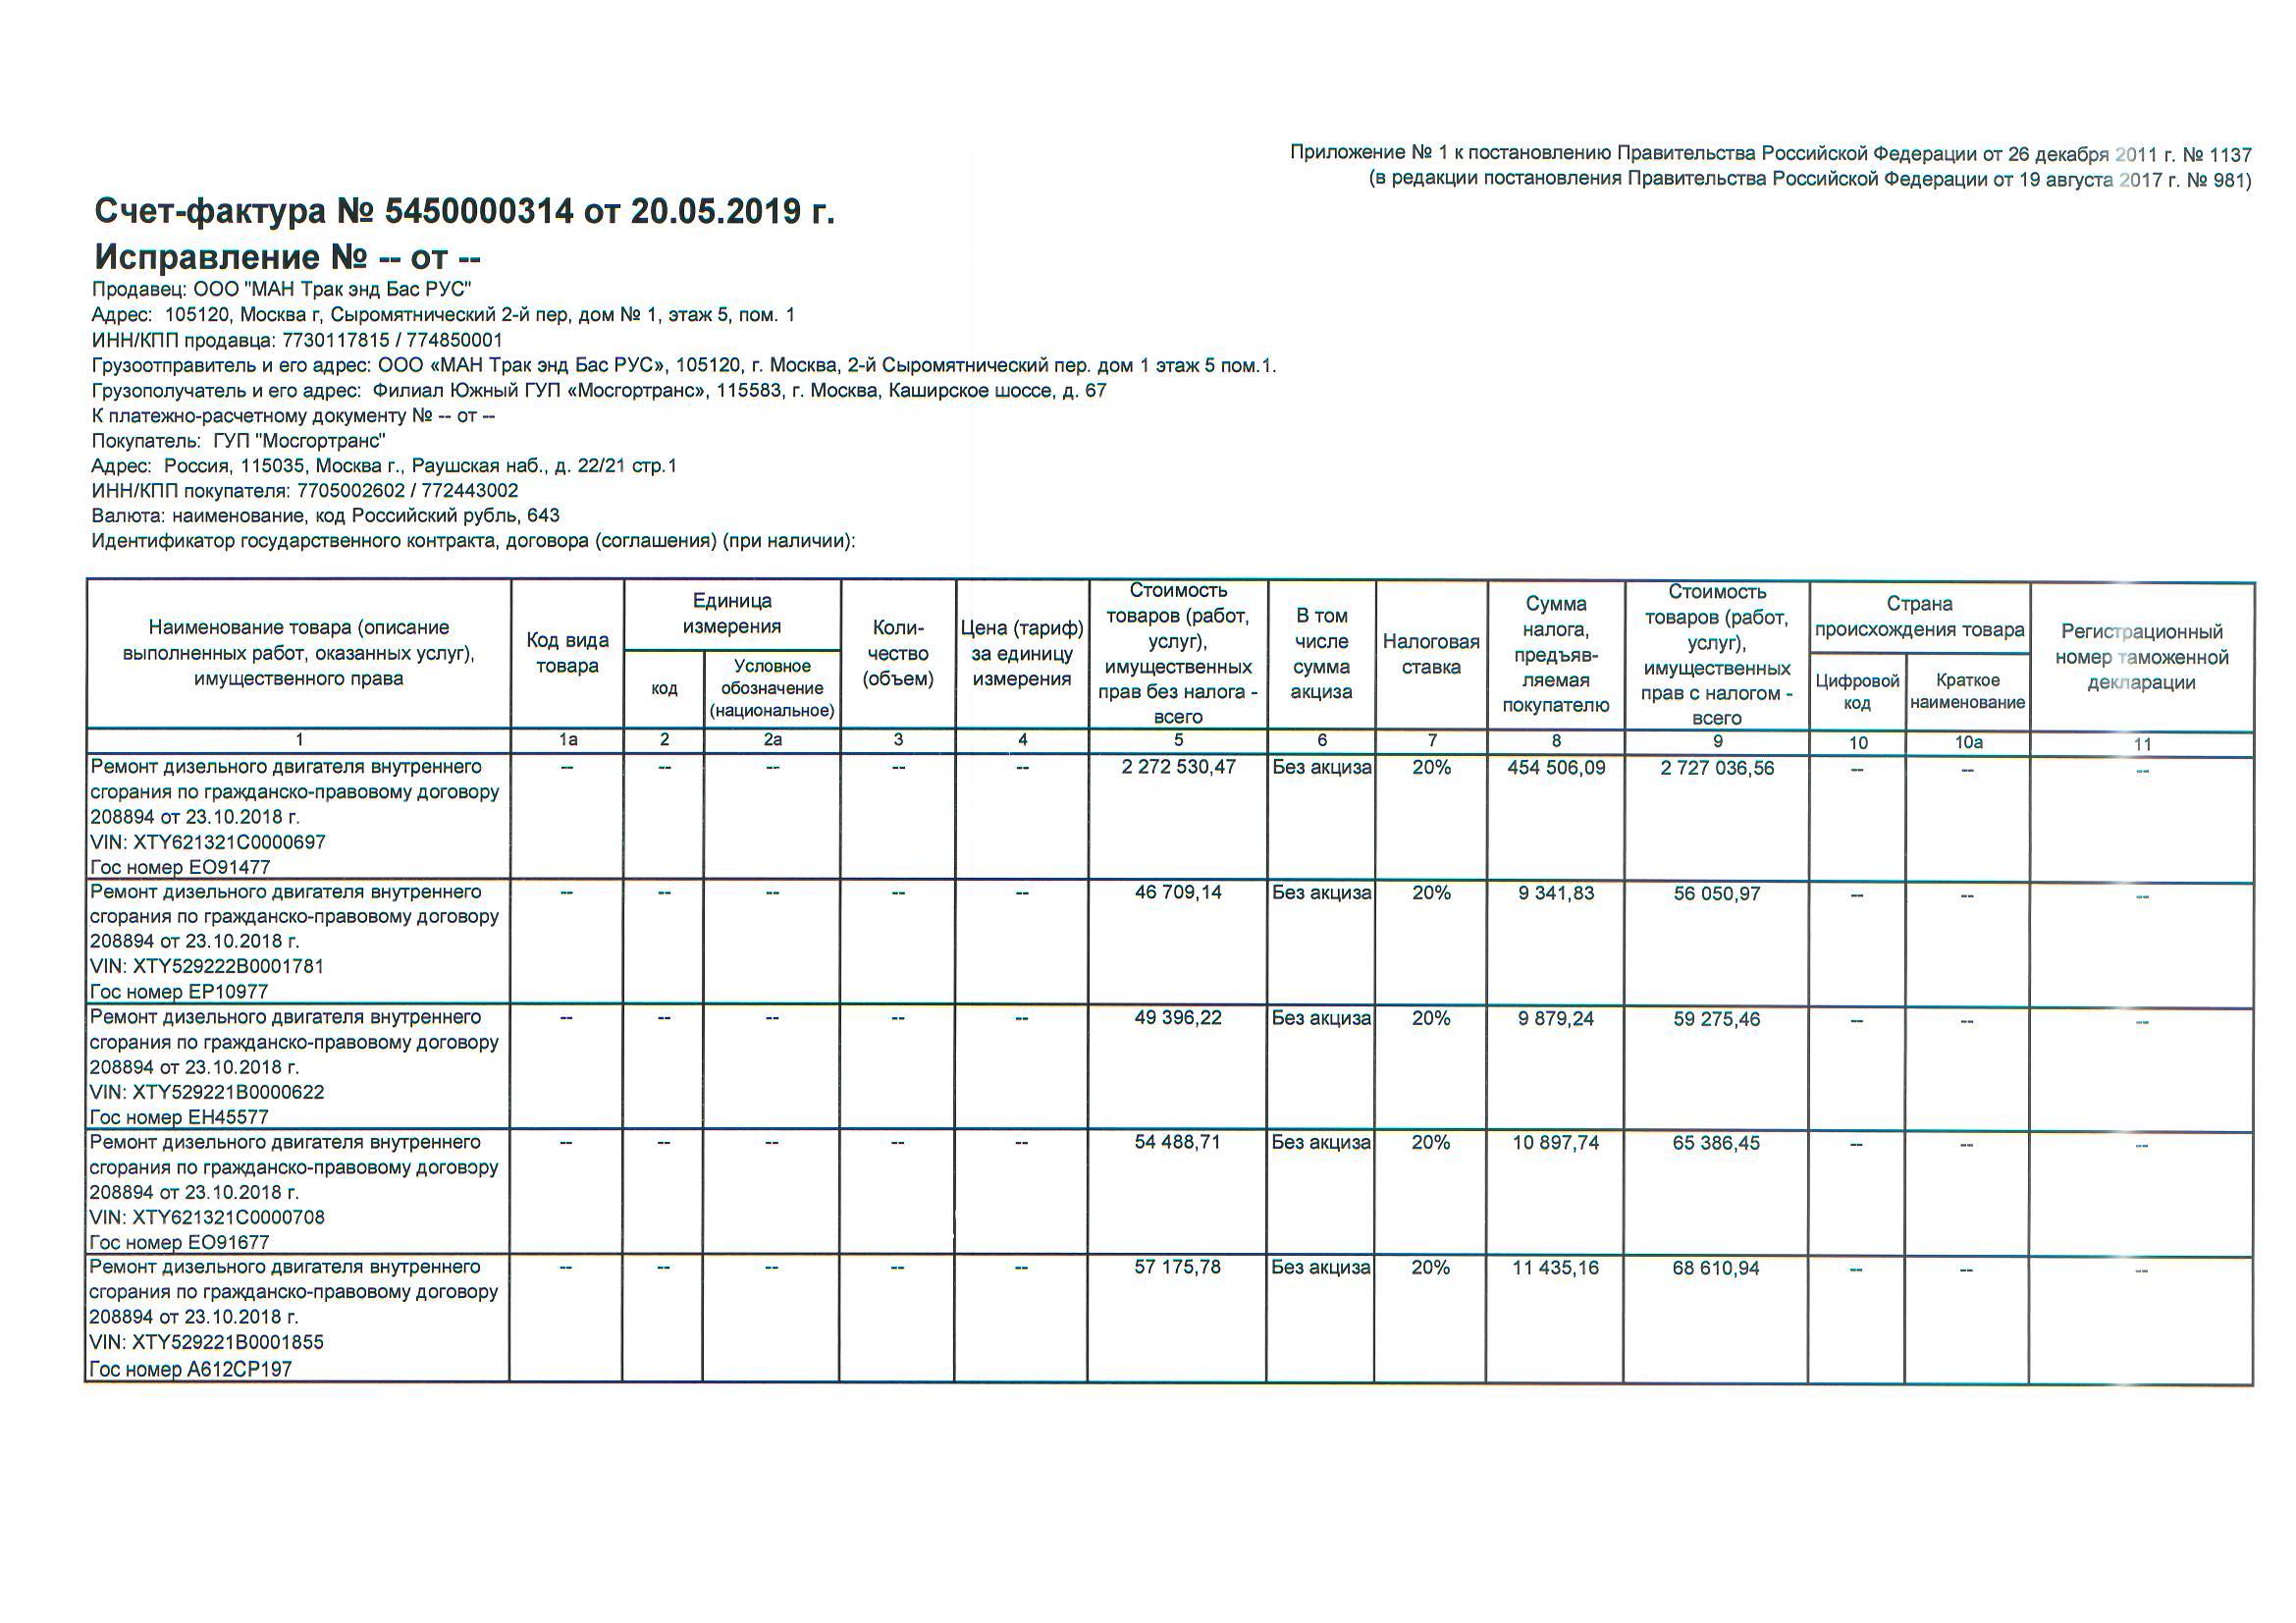 Приложение № 1 к постановлению Правительства Российской Федерации от 26 декабря 2011 г. № 1137
(в редакции постановления Правительства Российской Федерации от 19 августа 2017 г. № 981)
Счет-фактура № 5450000314 от 20.05.2019 г.
Исправление № -- от --
Продавец: ООО "МАН Трак энд Бас РУС"
Адрес: 105120, Москва г, Сыромятнический 2-й пер, дом № 1, этаж 5, пом. 1
ИНН/КПП продавца: 7730117815 / 774850001
Грузоотправитель и его адрес: ООО «МАН Трак энд Бас РУС», 105120, г. Москва, 2-й Сыромятнический пер. дом 1 этаж 5 пом.1.
Грузополучатель и его адрес: Филиал Южный ГУП «Мосгортранс», 115583, г. Москва, Каширское шоссе, д. 67
К платежно-расчетному документу № -- от --
Покупатель: ГУП "Мосгортранс"
Адрес: Россия, 115035, Москва г., Раушская наб., д. 22/21 стр.1
ИНН/КПП покупателя: 7705002602 / 772443002
Валюта: наименование, код Российский рубль, 643
Идентификатор государственного контракта, договора (соглашения) (при наличии):
Наименование товара (описание
выполненных работ, оказанных услуг),
имущественного права
Код вида
товара
Единица
измерения
код
Условное
обозначение
(национальное)
Коли-
чество
(объем)
Цена (тариф)
за единицу
измерения
Стоимость
товаров (работ,
услуг),
имущественных
прав без налога -
всего
В том
числе
сумма
акциза
Налоговая
ставка
Сумма
налога,
предъяв-
ляемая
покупателю
Стоимость
товаров (работ,
услуг),
имущественных
прав с налогом -
всего
Страна
происхождения товара
Цифровой
код
Краткое
наименование
Регистрационный
номер таможенной
декларации
1 1а 2 2а 3 4 5 6 7 8 9 10 10а 11
Ремонт дизельного двигателя внутреннего -- -- -- -- -- 2 272 530,47 Без акциза 20% 454 506,09 2 727 036,56 -- -- --
сгорания по гражданско-правовому договору
208894 от 23.10.2018 г.
VIN: XTY621321C0000697
Гос номер ЕО91477
Ремонт дизельного двигателя внутреннего -- -- -- -- -- 46 709,14 Без акциза 20% 9 341,83 56 050,97 -- -- --
сгорания по гражданско-правовому договору
208894 от 23.10.2018 г.
VIN: XTY529222B0001781
Гос номер ЕР10977
Ремонт дизельного двигателя внутреннего -- -- -- -- -- 49 396,22 Без акциза 20% 9 879,24 59 275,46 -- -- --
сгорания по гражданско-правовому договору
208894 от 23.10.2018 г.
VIN: XTY529221B0000622
Гос номер ЕН45577
Ремонт дизельного двигателя внутреннего -- -- -- -- -- 54 488,71 Без акциза 20% 10 897,74 65 386,45 -- -- --
сгорания по гражданско-правовому договору
208894 от 23.10.2018 г.
VIN: XTY621321C0000708
Гос номер ЕО91677
Ремонт дизельного двигателя внутреннего -- -- -- -- -- 57 175,78 Без акциза 20% 11 435,16 68 610,94 -- -- --
сгорания по гражданско-правовому договору
208894 от 23.10.2018 г.
VIN: XTY529221B0001855
Гос номер А612СР197